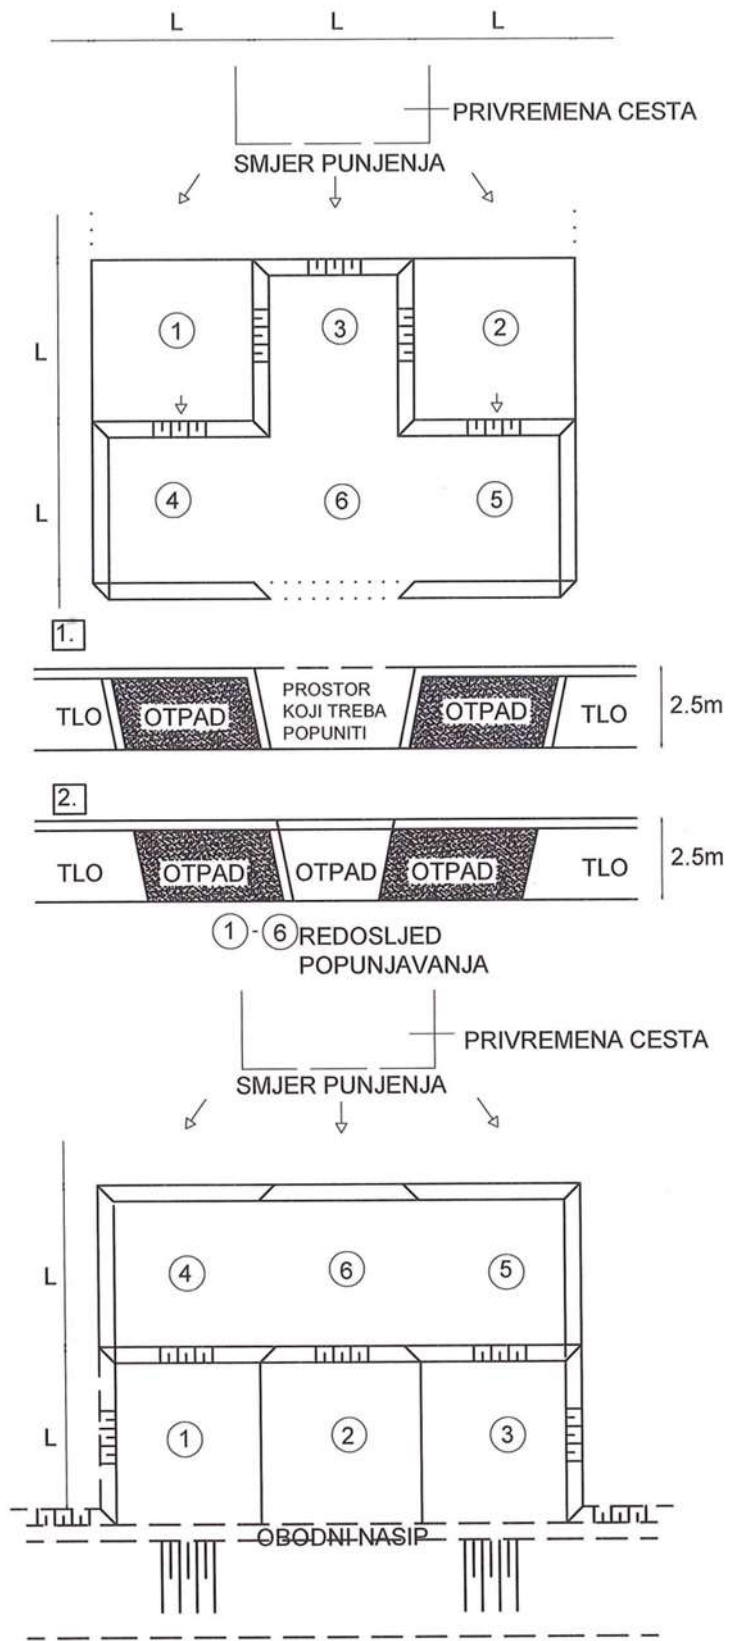 L L L
PRIVREMENA CESTA
SMJER PUNJENJA
L
1 3 2
L
4 6 5
1.
TLO OTPAD PROSTOR KOJI TREBA POPUNITI OTPAD TLO 2.5m
2.
TLO OTPAD OTPAD OTPAD TLO 2.5m
1 - 6 REDOSLJED
POPUNJAVANJA
PRIVREMENA CESTA
SMJER PUNJENJA
L
4 6 5
L
1 2 3
OBODNI NASIP